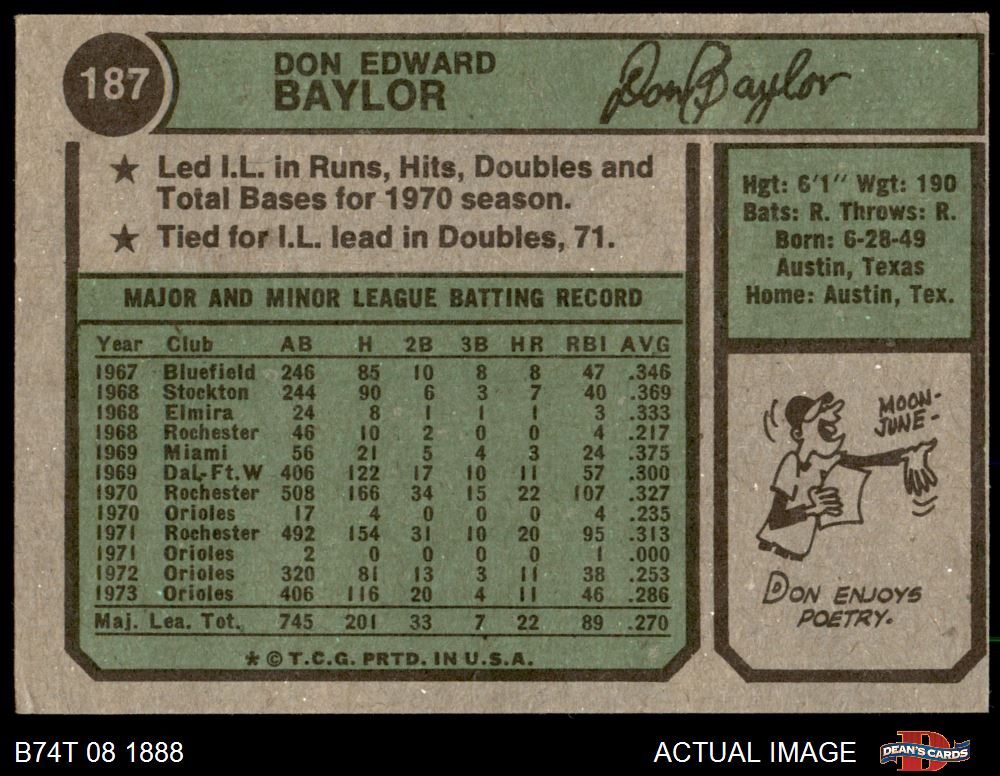 187
DON EDWARD
BAYLOR
Don Baylor
★ Led I.L. in Runs, Hits, Doubles and
Total Bases for 1970 season.
★ Tied for I.L. lead in Doubles, 71.
Hgt: 6'1" Wgt: 190
Bats: R. Throws: R.
Born: 6-28-49
Austin, Texas
Home: Austin, Tex.
MAJOR AND MINOR LEAGUE BATTING RECORD
Year Club AB H 2B 3B HR RBI AVG
1967 Bluefield 246 85 10 8 8 47 .346
1968 Stockton 244 90 6 3 7 40 .369
1968 Elmira 24 8 1 1 1 3 .333
1968 Rochester 46 10 2 0 0 4 .217
1969 Miami 56 21 5 4 3 24 .375
1969 Dal.-Ft. W 406 122 17 10 11 57 .300
1970 Rochester 508 166 34 15 22 107 .327
1970 Orioles 17 4 0 0 0 4 .235
1971 Rochester 492 154 31 10 20 95 .313
1971 Orioles 2 0 0 0 0 1 .000
1972 Orioles 320 81 13 3 11 38 .253
1973 Orioles 406 116 20 4 11 46 .286
Maj. Lea. Tot. 745 201 33 7 22 89 .270
* © T.C.G. PRTD. IN U.S.A.
MOON-
JUNE-
DON ENJOYS
POETRY.
B74T 08 1888
ACTUAL IMAGE
D
DEAN'S CARDS